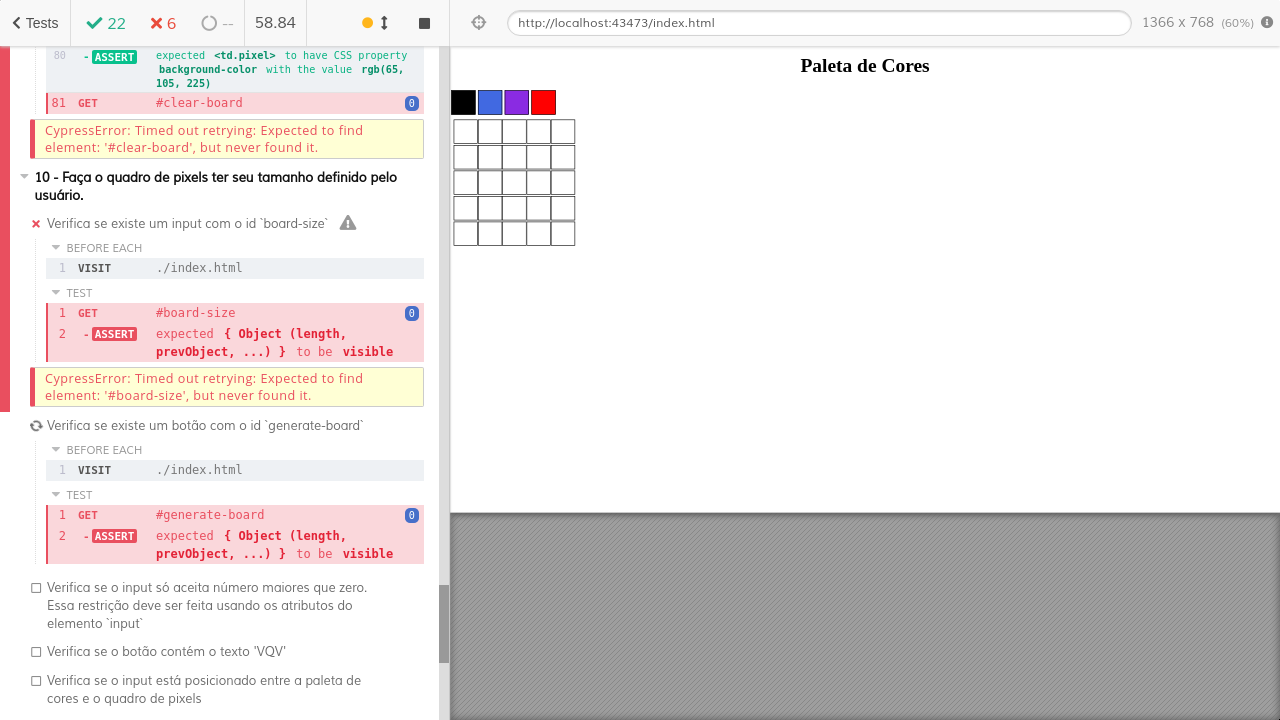 Tests
22
6
--
58.84
http://localhost:43473/index.html
1366 x 768 (60%)
80 - ASSERT expected <td.pixel> to have CSS property
background-color with the value rgb(65,
105, 225)
81 GET #clear-board 0
CypressError: Timed out retrying: Expected to find
element: '#clear-board', but never found it.
10 - Faça o quadro de pixels ter seu tamanho definido pelo
usuário.
Verifica se existe um input com o id `board-size`
BEFORE EACH
1 VISIT ./index.html
TEST
1 GET #board-size 0
2 - ASSERT expected { Object (length,
prevObject, ...) } to be visible
CypressError: Timed out retrying: Expected to find
element: '#board-size', but never found it.
Verifica se existe um botão com o id `generate-board`
BEFORE EACH
1 VISIT ./index.html
TEST
1 GET #generate-board 0
2 - ASSERT expected { Object (length,
prevObject, ...) } to be visible
Verifica se o input só aceita número maiores que zero.
Essa restrição deve ser feita usando os atributos do
elemento `input`
Verifica se o botão contém o texto 'VQV'
Verifica se o input está posicionado entre a paleta de
cores e o quadro de pixels
Paleta de Cores